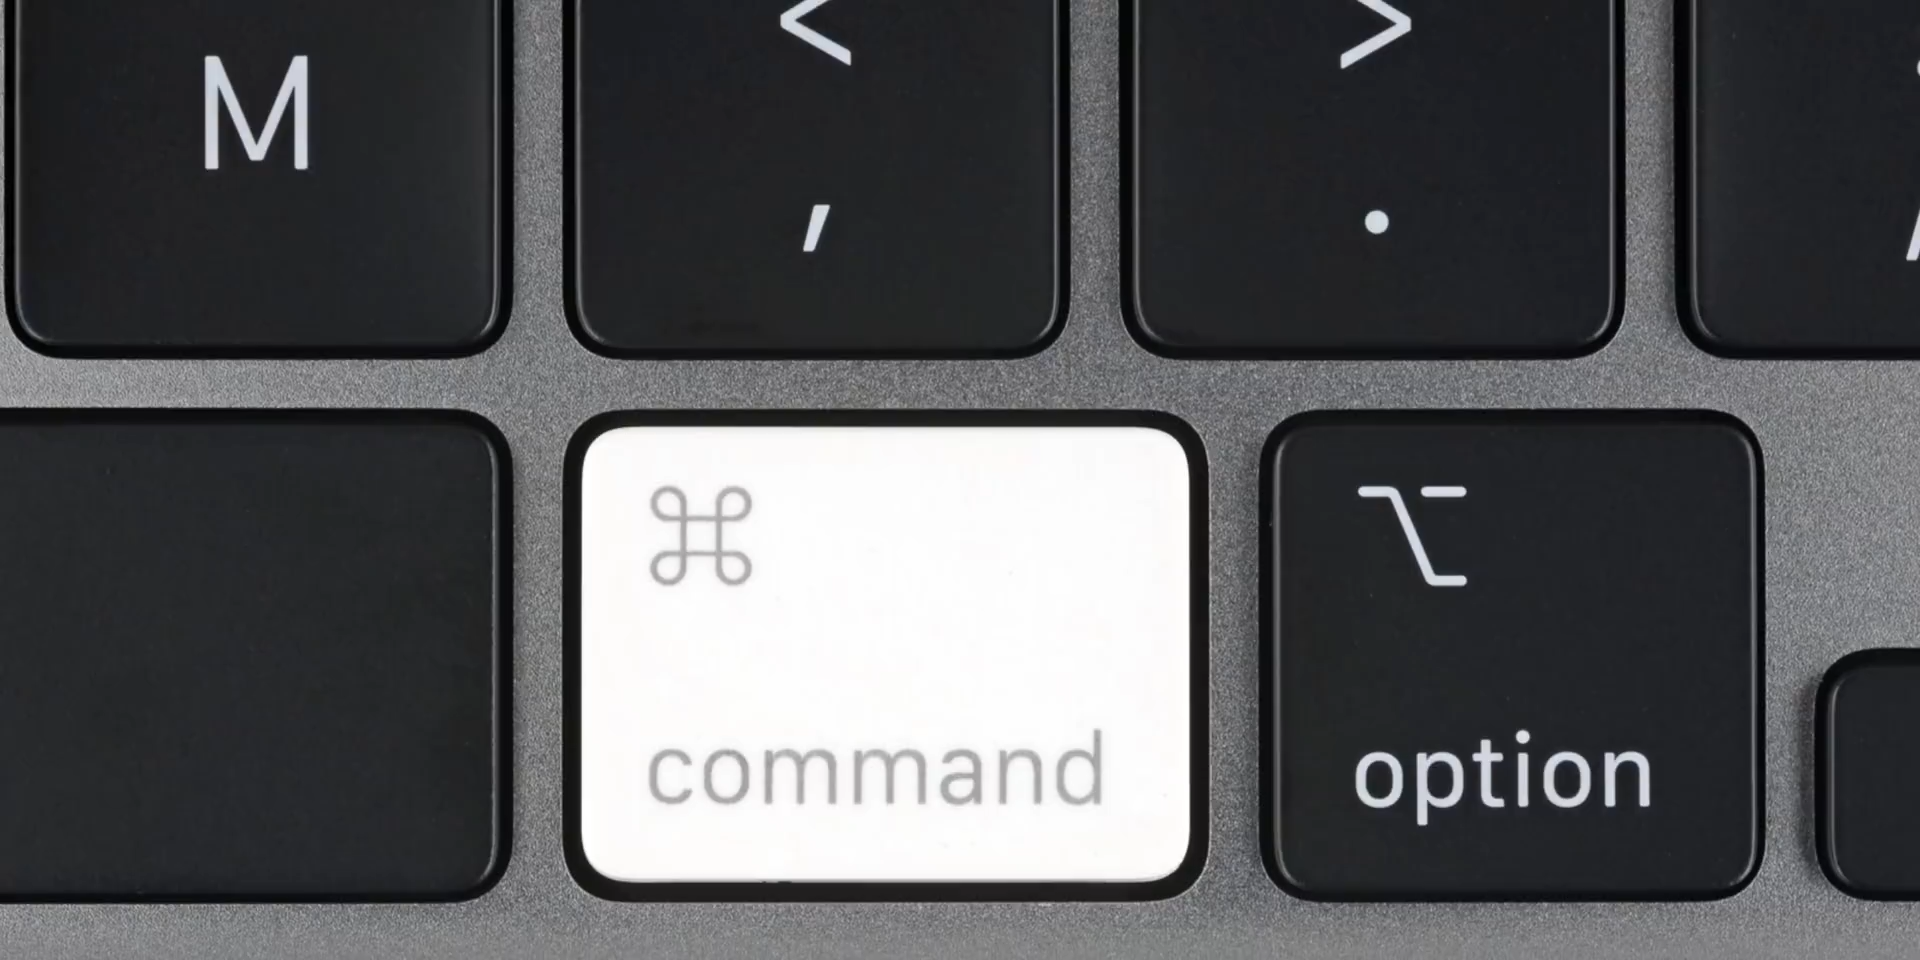 M < >
, .
⌘ ⌥
command option